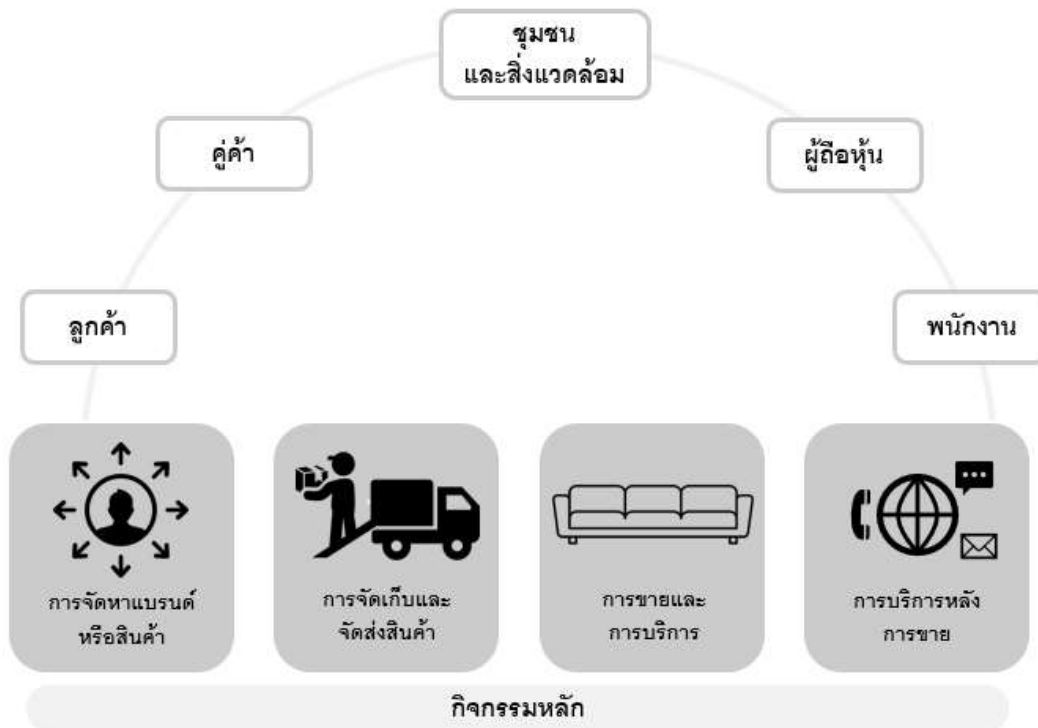 ชุมชน
และสิ่งแวดล้อม
คู่ค้า
ผู้ถือหุ้น
ลูกค้า
พนักงาน
การจัดหาแบรนด์
หรือสินค้า
การจัดเก็บและ
จัดส่งสินค้า
การขายและ
การบริการ
การบริการหลัง
การขาย
กิจกรรมหลัก